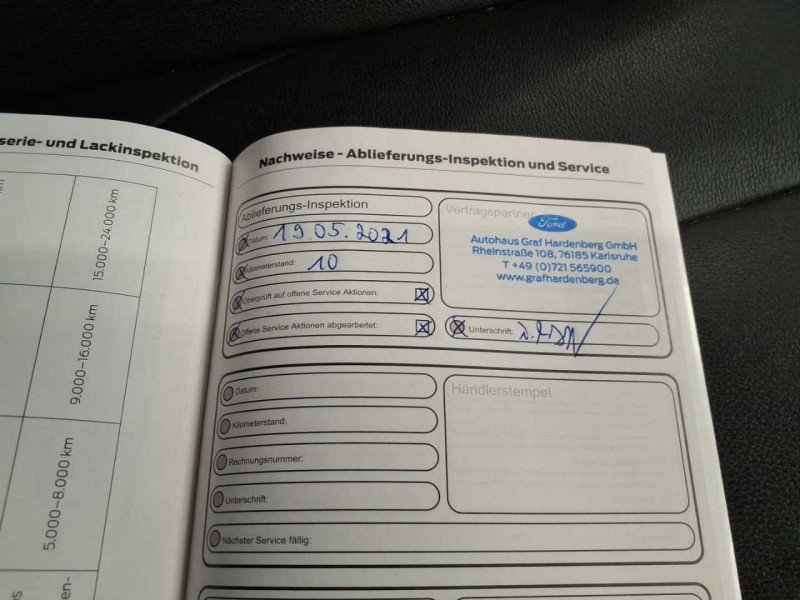 serie- und Lackinspektion
15.000–24.000 km
9.000–16.000 km
5.000–8.000 km
en-
Nachweise - Ablieferungs-Inspektion und Service
Ablieferungs-Inspektion
Datum: 19.05.2021
Kilometerstand: 10
Überprüft auf offene Service Aktionen:
Offene Service Aktionen abgearbeitet:
Vertragspartner
Ford
Autohaus Graf Hardenberg GmbH
Rheinstraße 108, 76185 Karlsruhe
T +49 (0)721 565900
www.grafhardenberg.de
Unterschrift:
Datum:
Kilometerstand:
Rechnungsnummer:
Unterschrift:
Nächster Service fällig:
Händlerstempel